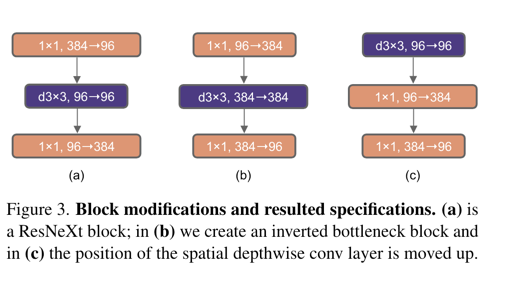 1×1, 384→96
1×1, 96→384
d3×3, 96→96
d3×3, 96→96
d3×3, 384→384
1×1, 96→384
1×1, 96→384
1×1, 384→96
1×1, 384→96
(a)
(b)
(c)
Figure 3. Block modifications and resulted specifications. (a) is
a ResNeXt block; in (b) we create an inverted bottleneck block and
in (c) the position of the spatial depthwise conv layer is moved up.